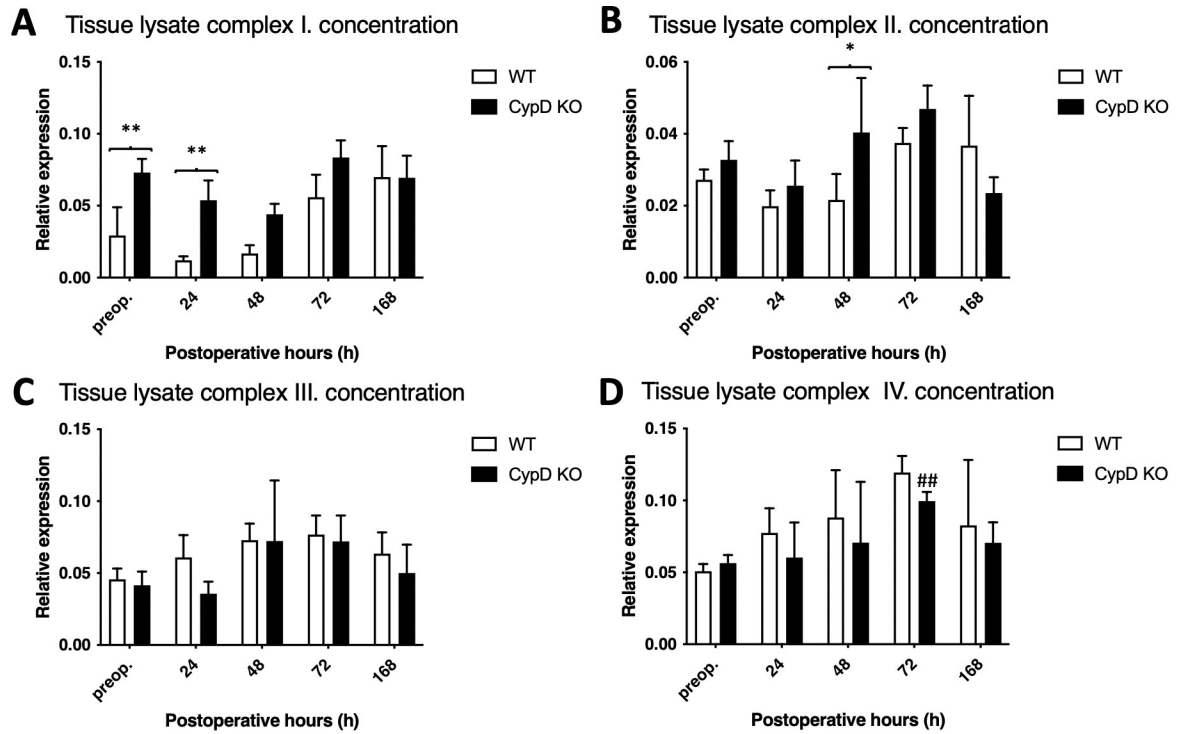 A Tissue lysate complex I. concentration
0.15
0.10
0.05
0.00
Relative expression
** **
WT
CypD KO
preop. 24 48 72 168
Postoperative hours (h)
B Tissue lysate complex II. concentration
0.06
0.04
0.02
0.00
Relative expression
*
WT
CypD KO
preop. 24 48 72 168
Postoperative hours (h)
C Tissue lysate complex III. concentration
0.15
0.10
0.05
0.00
Relative expression
WT
CypD KO
preop. 24 48 72 168
Postoperative hours (h)
D Tissue lysate complex IV. concentration
0.15
0.10
0.05
0.00
Relative expression
##
WT
CypD KO
preop. 24 48 72 168
Postoperative hours (h)